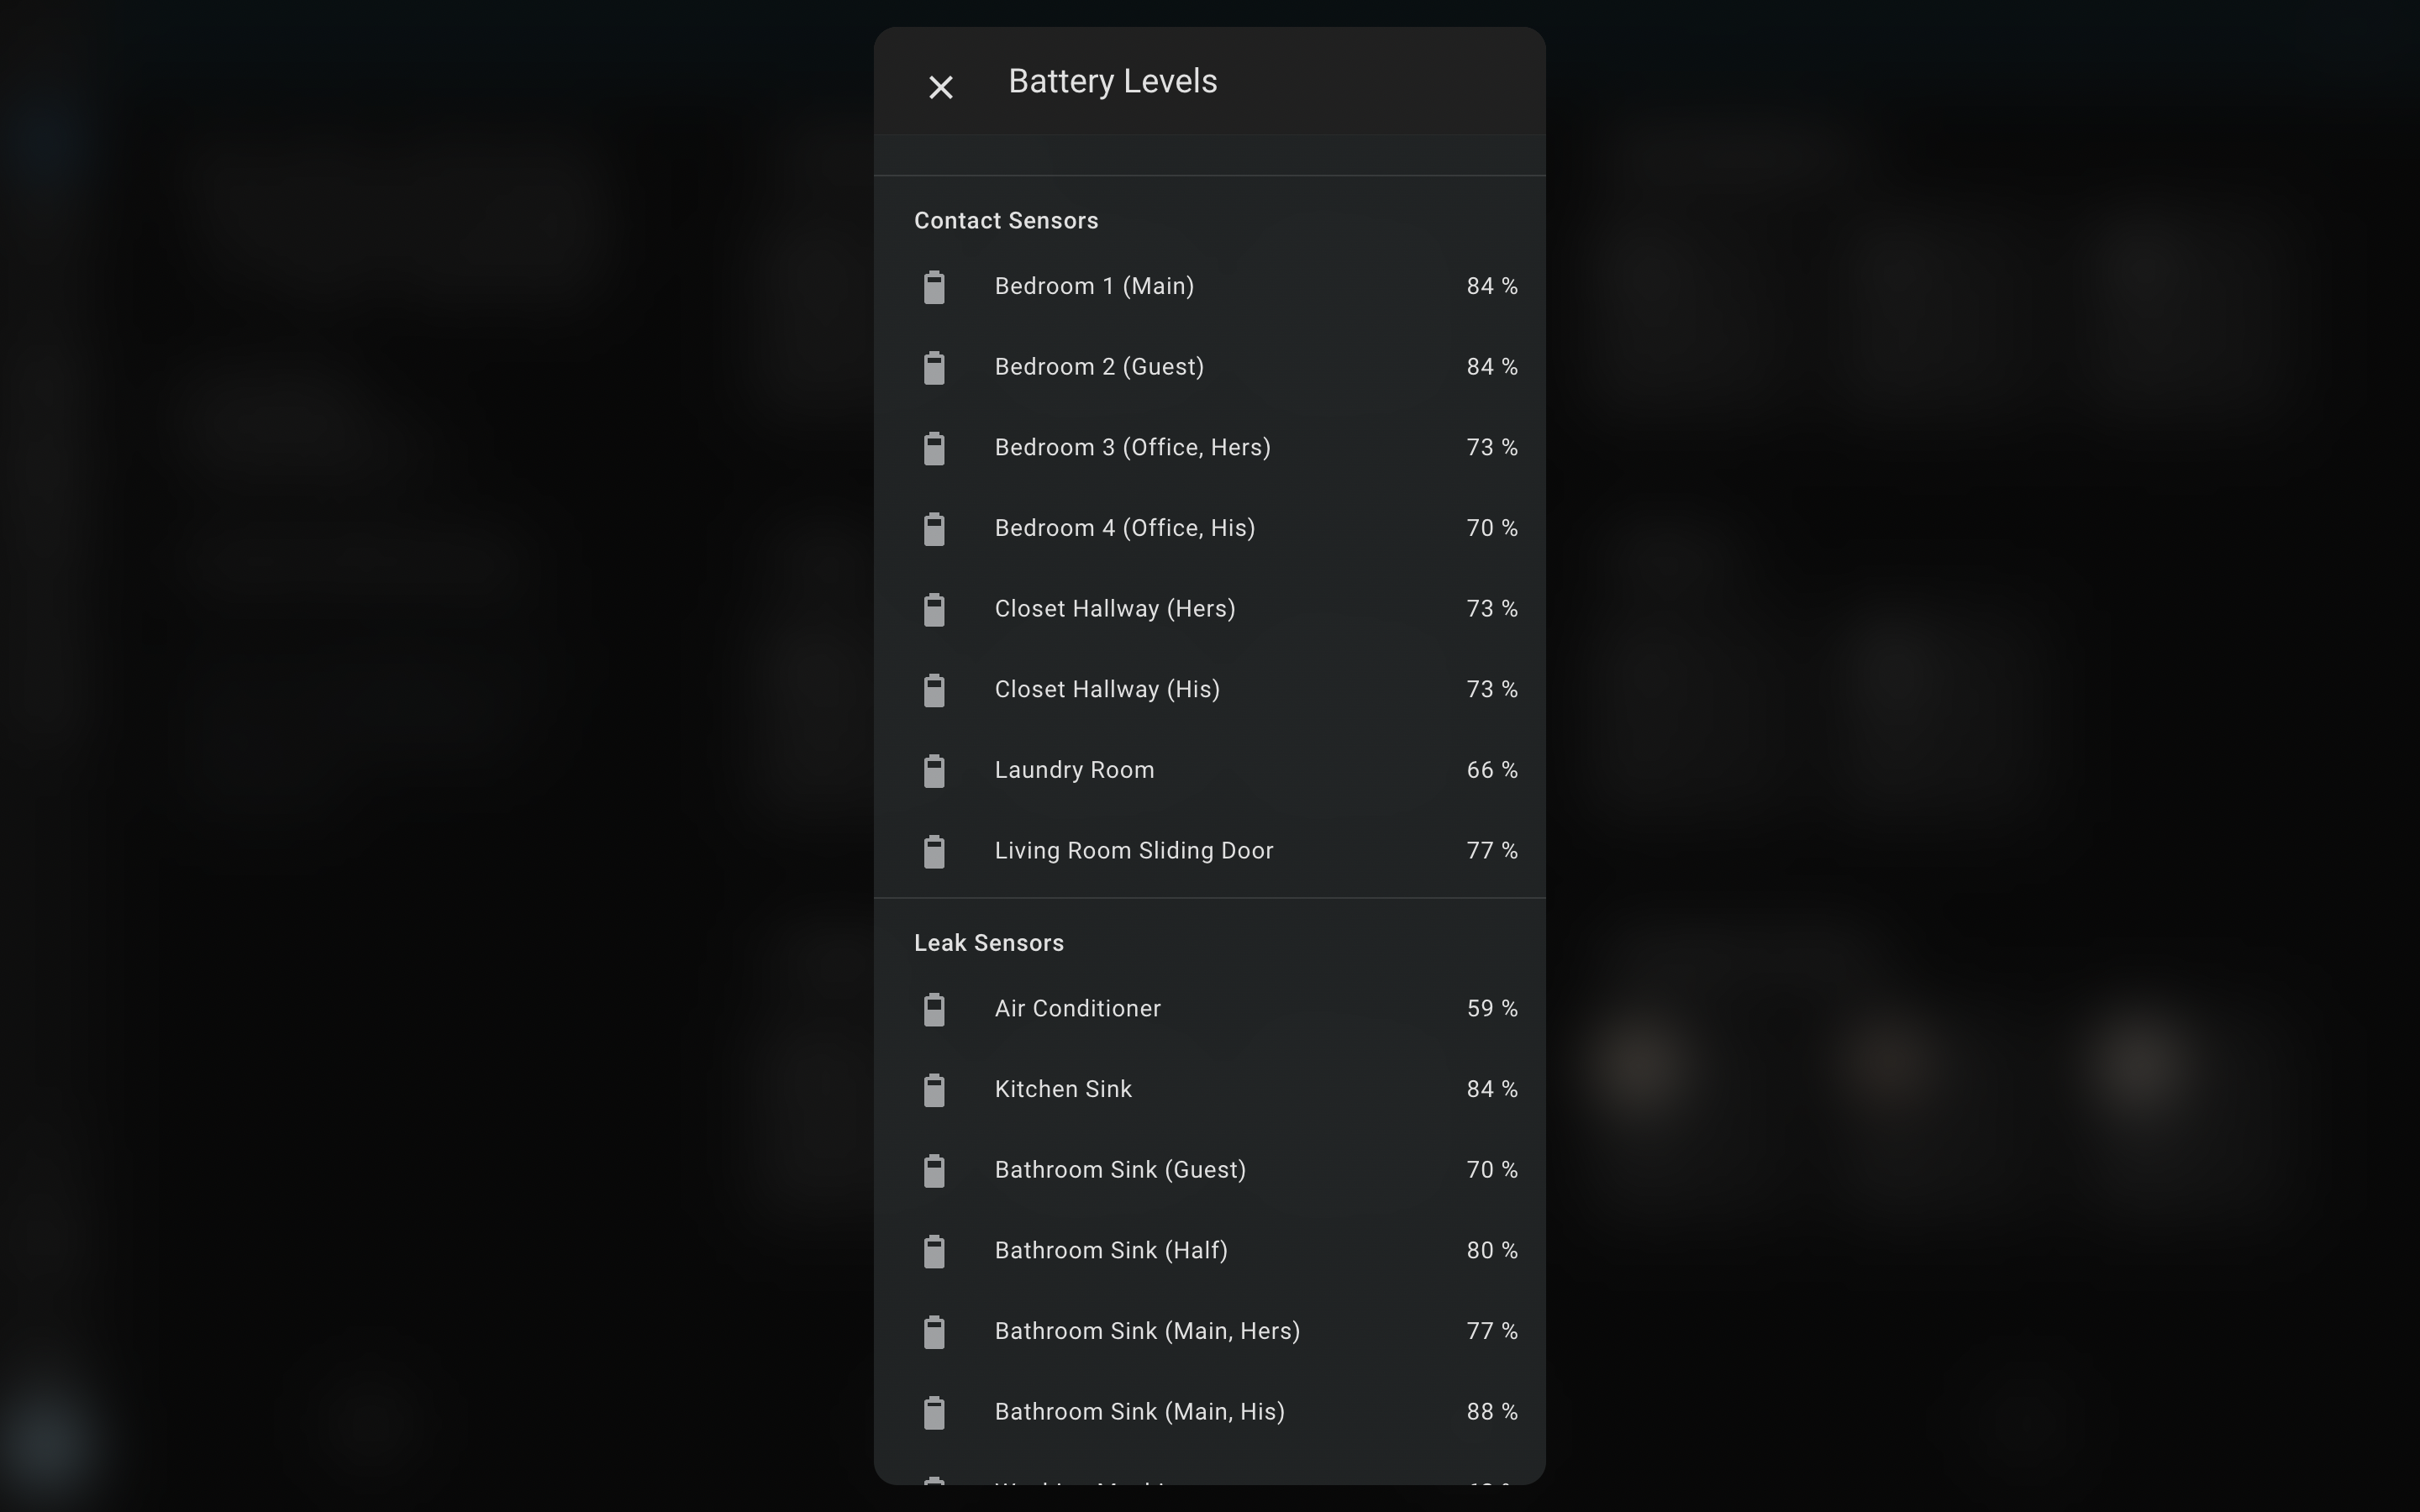 Battery Levels
Contact Sensors
Bedroom 1 (Main) 84 %
Bedroom 2 (Guest) 84 %
Bedroom 3 (Office, Hers) 73 %
Bedroom 4 (Office, His) 70 %
Closet Hallway (Hers) 73 %
Closet Hallway (His) 73 %
Laundry Room 66 %
Living Room Sliding Door 77 %
Leak Sensors
Air Conditioner 59 %
Kitchen Sink 84 %
Bathroom Sink (Guest) 70 %
Bathroom Sink (Half) 80 %
Bathroom Sink (Main, Hers) 77 %
Bathroom Sink (Main, His) 88 %